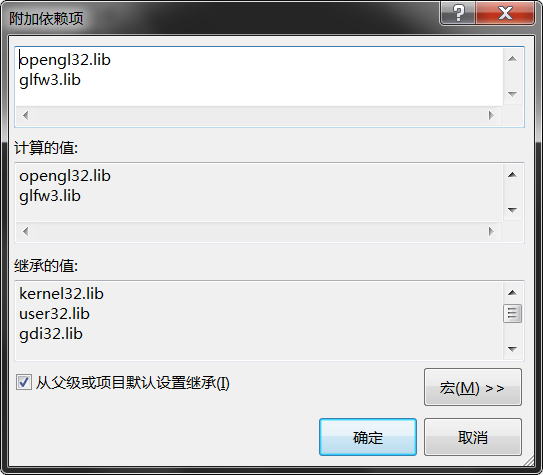 附加依赖项
opengl32.lib
glfw3.lib
计算的值:
opengl32.lib
glfw3.lib
继承的值:
kernel32.lib
user32.lib
gdi32.lib
从父级或项目默认设置继承(I)
宏(M) >>
确定
取消